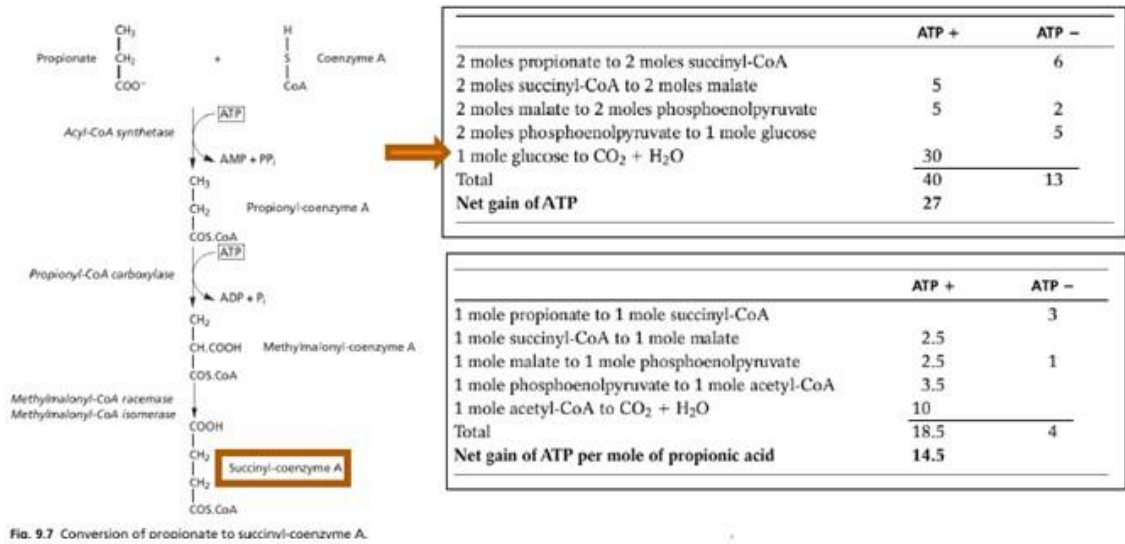 CH₃
H
Propionate CH₂ + S Coenzyme A
COO⁻ CoA
ATP
Acyl-CoA synthetase
AMP + PPᵢ
CH₃
CH₂ Propionyl-coenzyme A
COS.CoA
ATP
Propionyl-CoA carboxylase
ADP + Pᵢ
CH₂
CH.COOH Methylmalonyl-coenzyme A
COS.CoA
Methylmalonyl-CoA racemase
Methylmalonyl-CoA isomerase
COOH
CH₂
Succinyl-coenzyme A
CH₂
COS.CoA
Fig. 9.7 Conversion of propionate to succinyl-coenzyme A.
ATP + ATP −
2 moles propionate to 2 moles succinyl-CoA 6
2 moles succinyl-CoA to 2 moles malate 5
2 moles malate to 2 moles phosphoenolpyruvate 5 2
2 moles phosphoenolpyruvate to 1 mole glucose 5
1 mole glucose to CO₂ + H₂O 30
Total 40 13
Net gain of ATP 27
ATP + ATP −
1 mole propionate to 1 mole succinyl-CoA 3
1 mole succinyl-CoA to 1 mole malate 2.5
1 mole malate to 1 mole phosphoenolpyruvate 2.5 1
1 mole phosphoenolpyruvate to 1 mole acetyl-CoA 3.5
1 mole acetyl-CoA to CO₂ + H₂O 10
Total 18.5 4
Net gain of ATP per mole of propionic acid 14.5